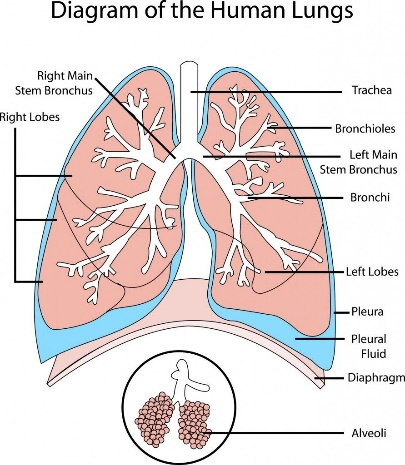 Diagram of the Human Lungs
Right Main
Stem Bronchus
Right Lobes
Trachea
Bronchioles
Left Main
Stem Bronchus
Bronchi
Left Lobes
Pleura
Pleural
Fluid
Diaphragm
Alveoli